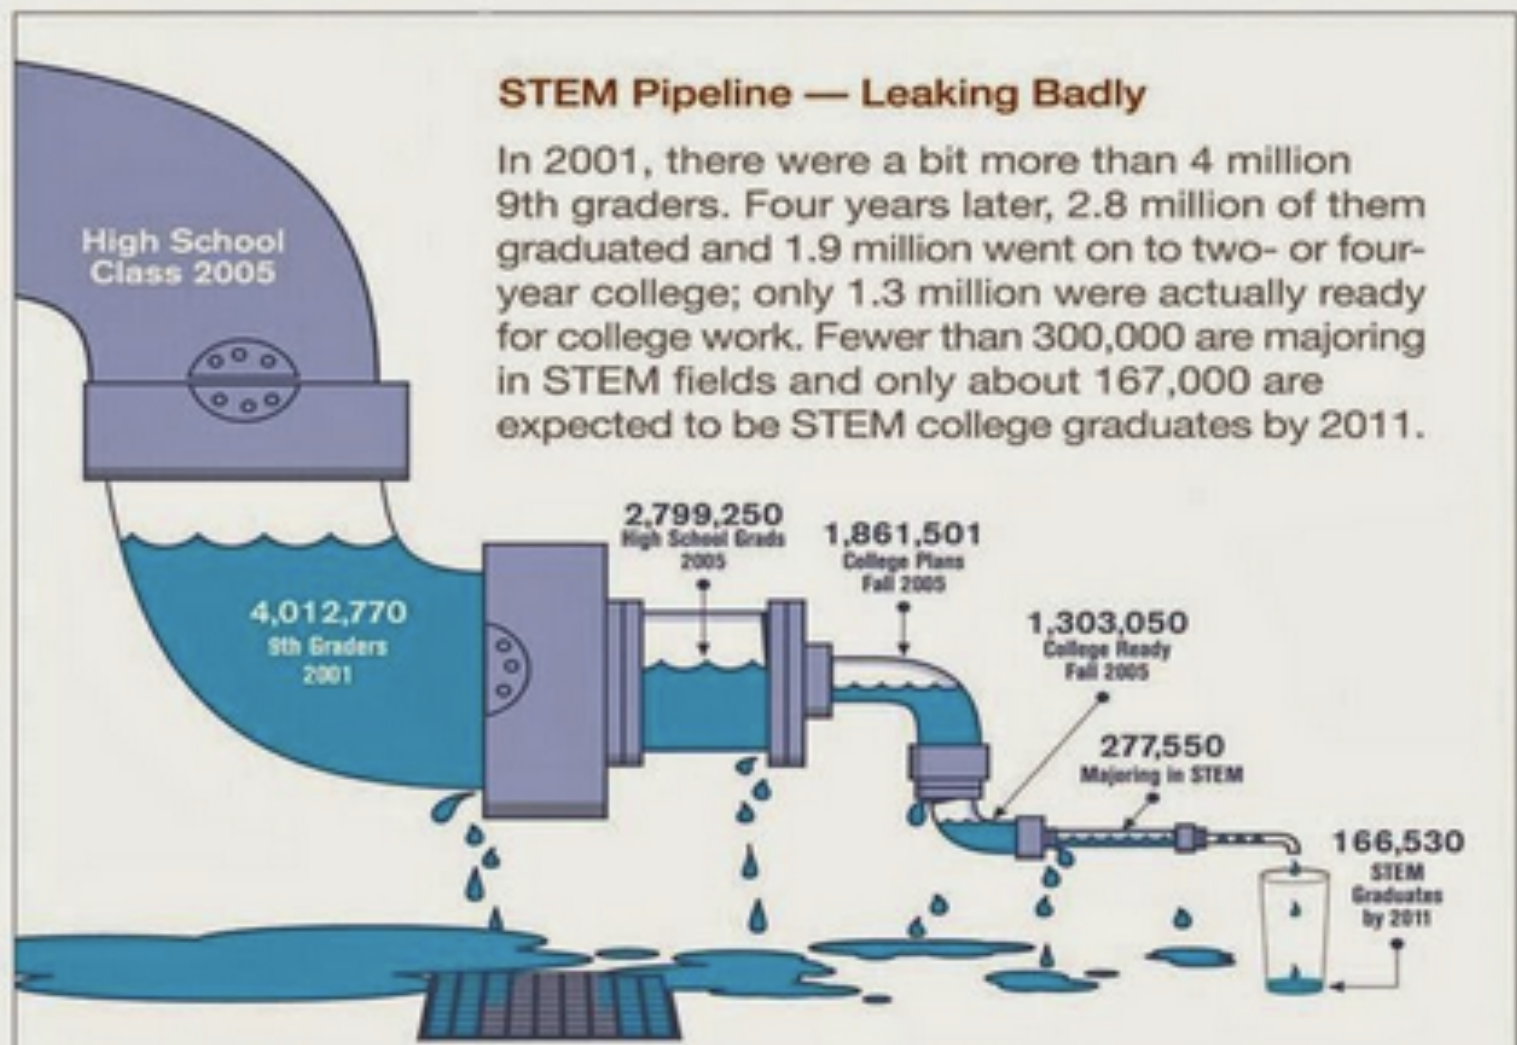 STEM Pipeline — Leaking Badly
In 2001, there were a bit more than 4 million
9th graders. Four years later, 2.8 million of them
graduated and 1.9 million went on to two- or four-
year college; only 1.3 million were actually ready
for college work. Fewer than 300,000 are majoring
in STEM fields and only about 167,000 are
expected to be STEM college graduates by 2011.
High School
Class 2005
4,012,770
9th Graders
2001
2,799,250
High School Grads
2005
1,861,501
College Plans
Fall 2005
1,303,050
College Ready
Fall 2005
277,550
Majoring in STEM
166,530
STEM
Graduates
by 2011